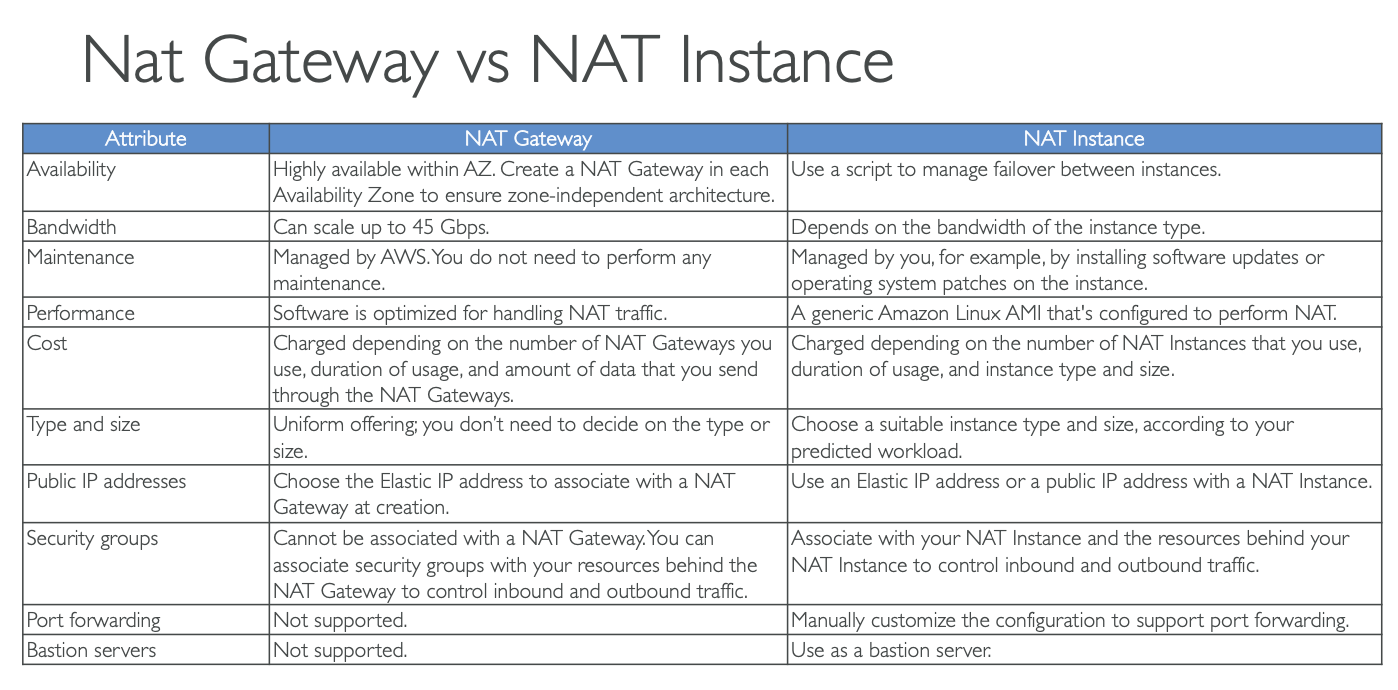 Nat Gateway vs NAT Instance
Attribute
NAT Gateway
NAT Instance
Availability
Highly available within AZ. Create a NAT Gateway in each
Availability Zone to ensure zone-independent architecture.
Use a script to manage failover between instances.
Bandwidth
Can scale up to 45 Gbps.
Depends on the bandwidth of the instance type.
Maintenance
Managed by AWS. You do not need to perform any
maintenance.
Managed by you, for example, by installing software updates or
operating system patches on the instance.
Performance
Software is optimized for handling NAT traffic.
A generic Amazon Linux AMI that's configured to perform NAT.
Cost
Charged depending on the number of NAT Gateways you
use, duration of usage, and amount of data that you send
through the NAT Gateways.
Charged depending on the number of NAT Instances that you use,
duration of usage, and instance type and size.
Type and size
Uniform offering; you don’t need to decide on the type or
size.
Choose a suitable instance type and size, according to your
predicted workload.
Public IP addresses
Choose the Elastic IP address to associate with a NAT
Gateway at creation.
Use an Elastic IP address or a public IP address with a NAT Instance.
Security groups
Cannot be associated with a NAT Gateway. You can
associate security groups with your resources behind the
NAT Gateway to control inbound and outbound traffic.
Associate with your NAT Instance and the resources behind your
NAT Instance to control inbound and outbound traffic.
Port forwarding
Not supported.
Manually customize the configuration to support port forwarding.
Bastion servers
Not supported.
Use as a bastion server.